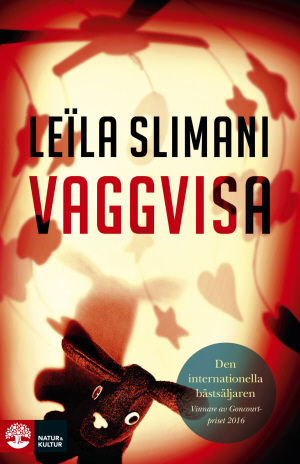 LEÏLA SLIMANI
VAGGVISA
Den
internationella
bästsäljaren
Vinnare av Goncourt-
priset 2016
NATUR &
KULTUR